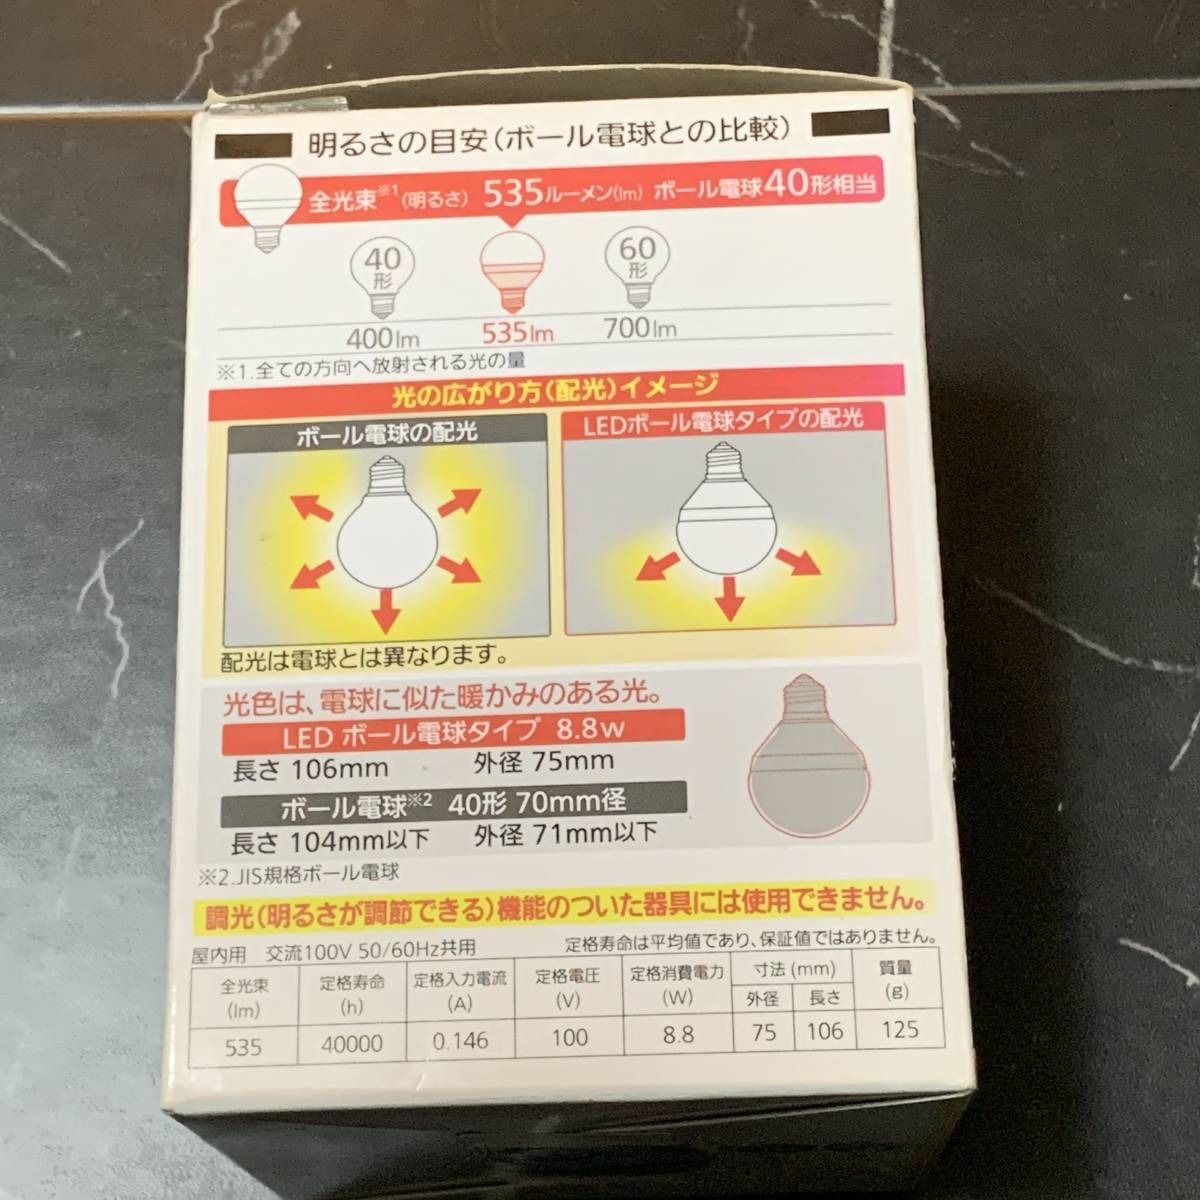 明るさの目安(ボール電球との比較)
全光束※1(明るさ) 535ルーメン(lm) ボール電球40形相当
40形
60形
400lm
535lm
700lm
※1.全ての方向へ放射される光の量
光の広がり方(配光)イメージ
ボール電球の配光
LEDボール電球タイプの配光
配光は電球とは異なります。
光色は、電球に似た暖かみのある光。
LED ボール電球タイプ 8.8W
長さ 106mm 外径 75mm
ボール電球※2 40形 70mm径
長さ 104mm以下 外径 71mm以下
※2.JIS規格ボール電球
調光(明るさが調節できる)機能のついた器具には使用できません。
屋内用 交流100V 50/60Hz共用 定格寿命は平均値であり、保証値ではありません。
全光束(lm) 定格寿命(h) 定格入力電流(A) 定格電圧(V) 定格消費電力(W) 寸法(mm) 質量(g)
外径 長さ
535 40000 0.146 100 8.8 75 106 125